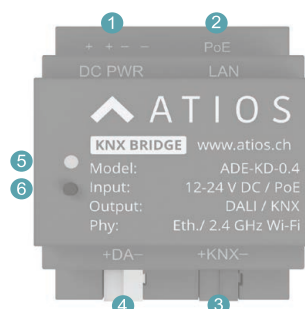 1 2
+ + − − PoE
DC PWR LAN
ATIOS
KNX BRIDGE www.atios.ch
5
Model: ADE-KD-0.4
6
Input: 12-24 V DC / PoE
Output: DALI / KNX
Phy: Eth./ 2.4 GHz Wi-Fi
+DA− +KNX−
4 3